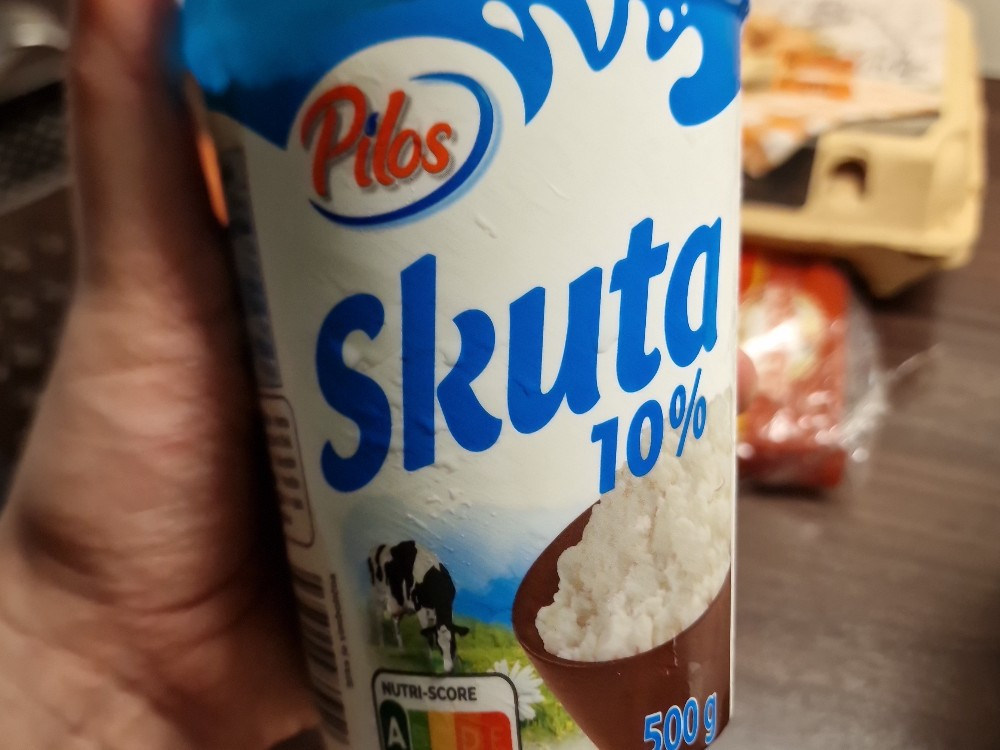 Pilos
Skuta
10%
NUTRI-SCORE
A
D E
500 g